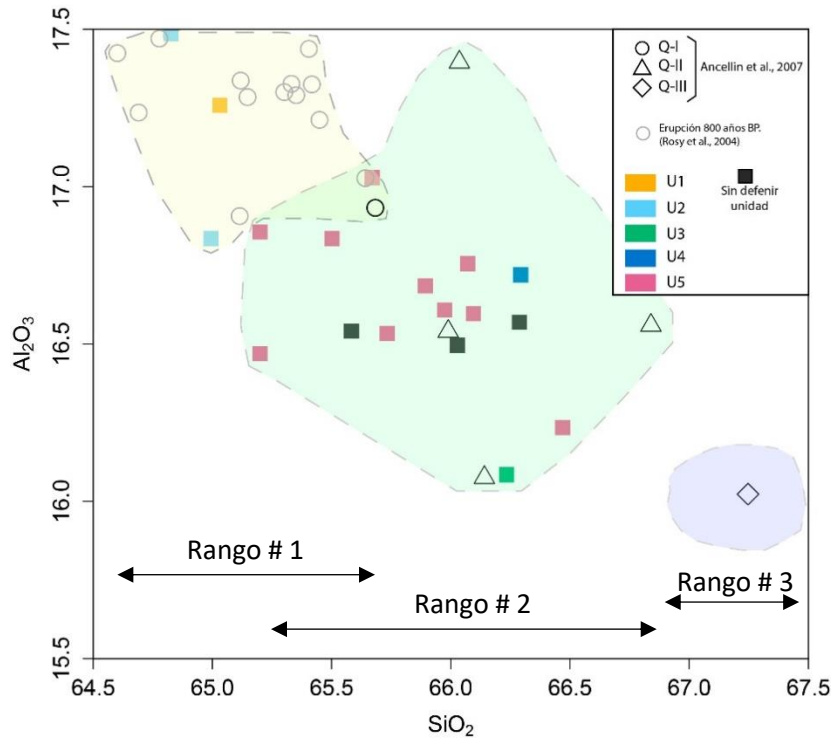 17.5
17.0
16.5
16.0
15.5
Al₂O₃
Q-I
Q-II
Q-III
Ancellin et al., 2007
Erupción 800 años BP.
(Rosy et al., 2004)
U1
U2
U3
U4
U5
Sin defenir
unidad
Rango # 1
Rango # 2
Rango # 3
64.5 65.0 65.5 66.0 66.5 67.0 67.5
SiO₂